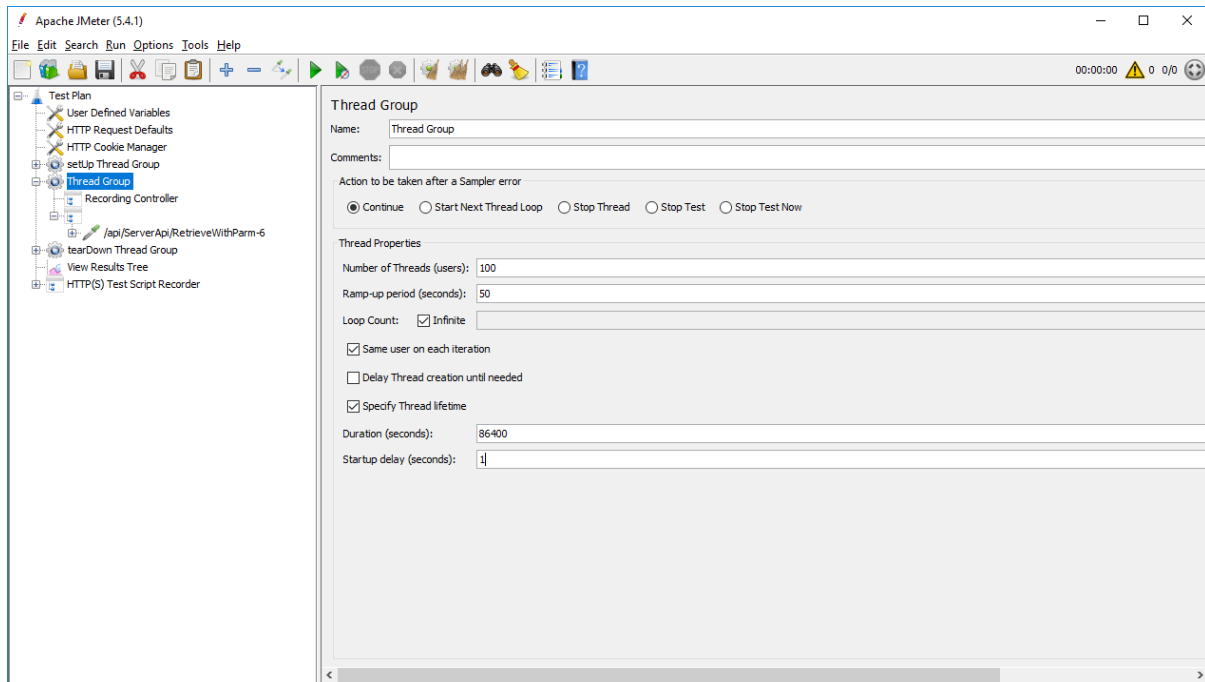 Apache JMeter (5.4.1)
File Edit Search Run Options Tools Help
STOP
00:00:00 0 0/0
Test Plan
User Defined Variables
HTTP Request Defaults
HTTP Cookie Manager
setUp Thread Group
Thread Group
Recording Controller
/api/ServerApi/RetrieveWithParm-6
tearDown Thread Group
View Results Tree
HTTP(S) Test Script Recorder
Thread Group
Name: Thread Group
Comments:
Action to be taken after a Sampler error
Continue Start Next Thread Loop Stop Thread Stop Test Stop Test Now
Thread Properties
Number of Threads (users): 100
Ramp-up period (seconds): 50
Loop Count: Infinite
Same user on each iteration
Delay Thread creation until needed
Specify Thread lifetime
Duration (seconds): 86400
Startup delay (seconds): 1